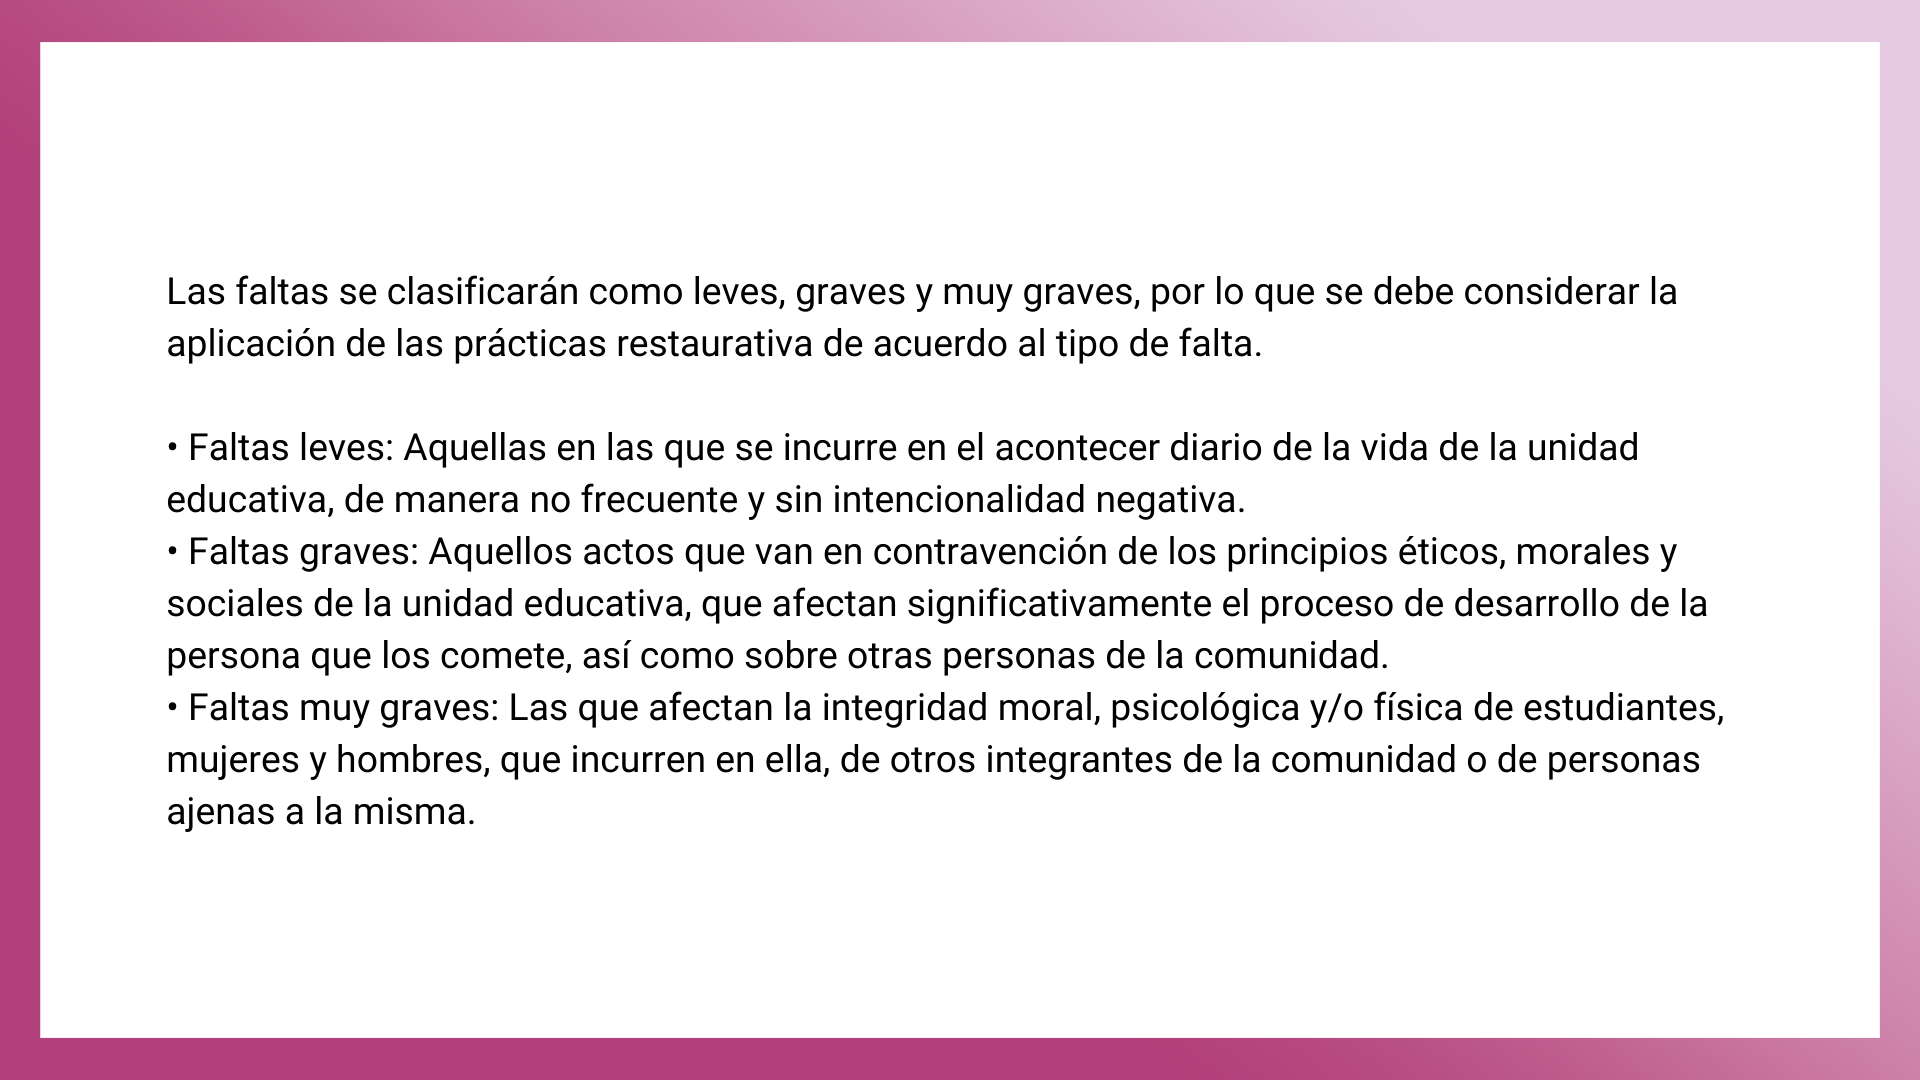 Las faltas se clasificarán como leves, graves y muy graves, por lo que se debe considerar la
aplicación de las prácticas restaurativa de acuerdo al tipo de falta.
• Faltas leves: Aquellas en las que se incurre en el acontecer diario de la vida de la unidad
educativa, de manera no frecuente y sin intencionalidad negativa.
• Faltas graves: Aquellos actos que van en contravención de los principios éticos, morales y
sociales de la unidad educativa, que afectan significativamente el proceso de desarrollo de la
persona que los comete, así como sobre otras personas de la comunidad.
• Faltas muy graves: Las que afectan la integridad moral, psicológica y/o física de estudiantes,
mujeres y hombres, que incurren en ella, de otros integrantes de la comunidad o de personas
ajenas a la misma.